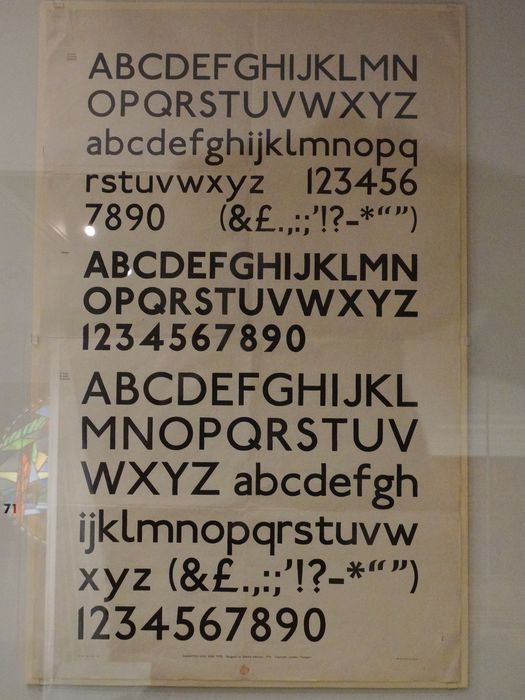 ABCDEFGHIJKLMN
OPQRSTUVWXYZ
abcdefghijklmnopq
rstuvwxyz 123456
7890 (&£.,:;'!?-*“”)
ABCDEFGHIJKLMN
OPQRSTUVWXYZ
1234567890
ABCDEFGHIJKL
MNOPQRSTUV
WXYZ abcdefgh
ijklmnopqrstuvw
xyz (&£.,:;'!?-*“”)
1234567890
71